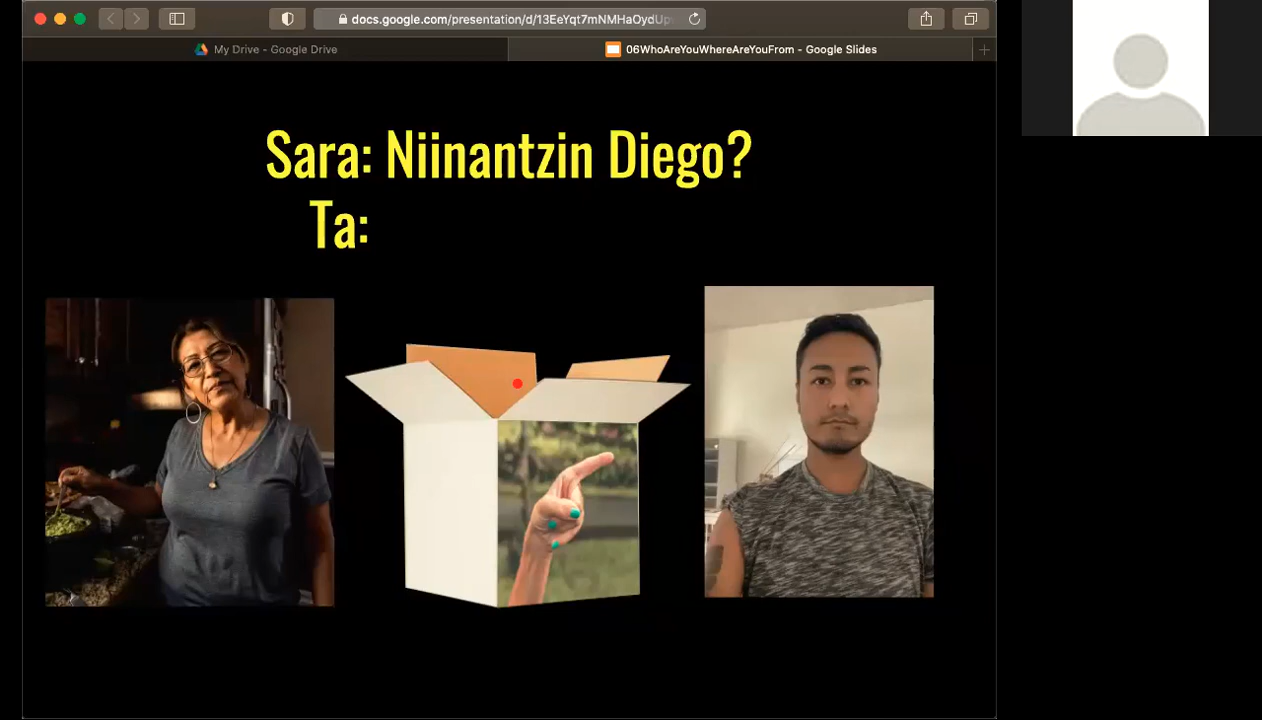 docs.google.com/presentation/d/13EeYqt7mNMHaOydUp
My Drive - Google Drive
06WhoAreYouWhereAreYouFrom - Google Slides
Sara: Niinantzin Diego?
Ta: